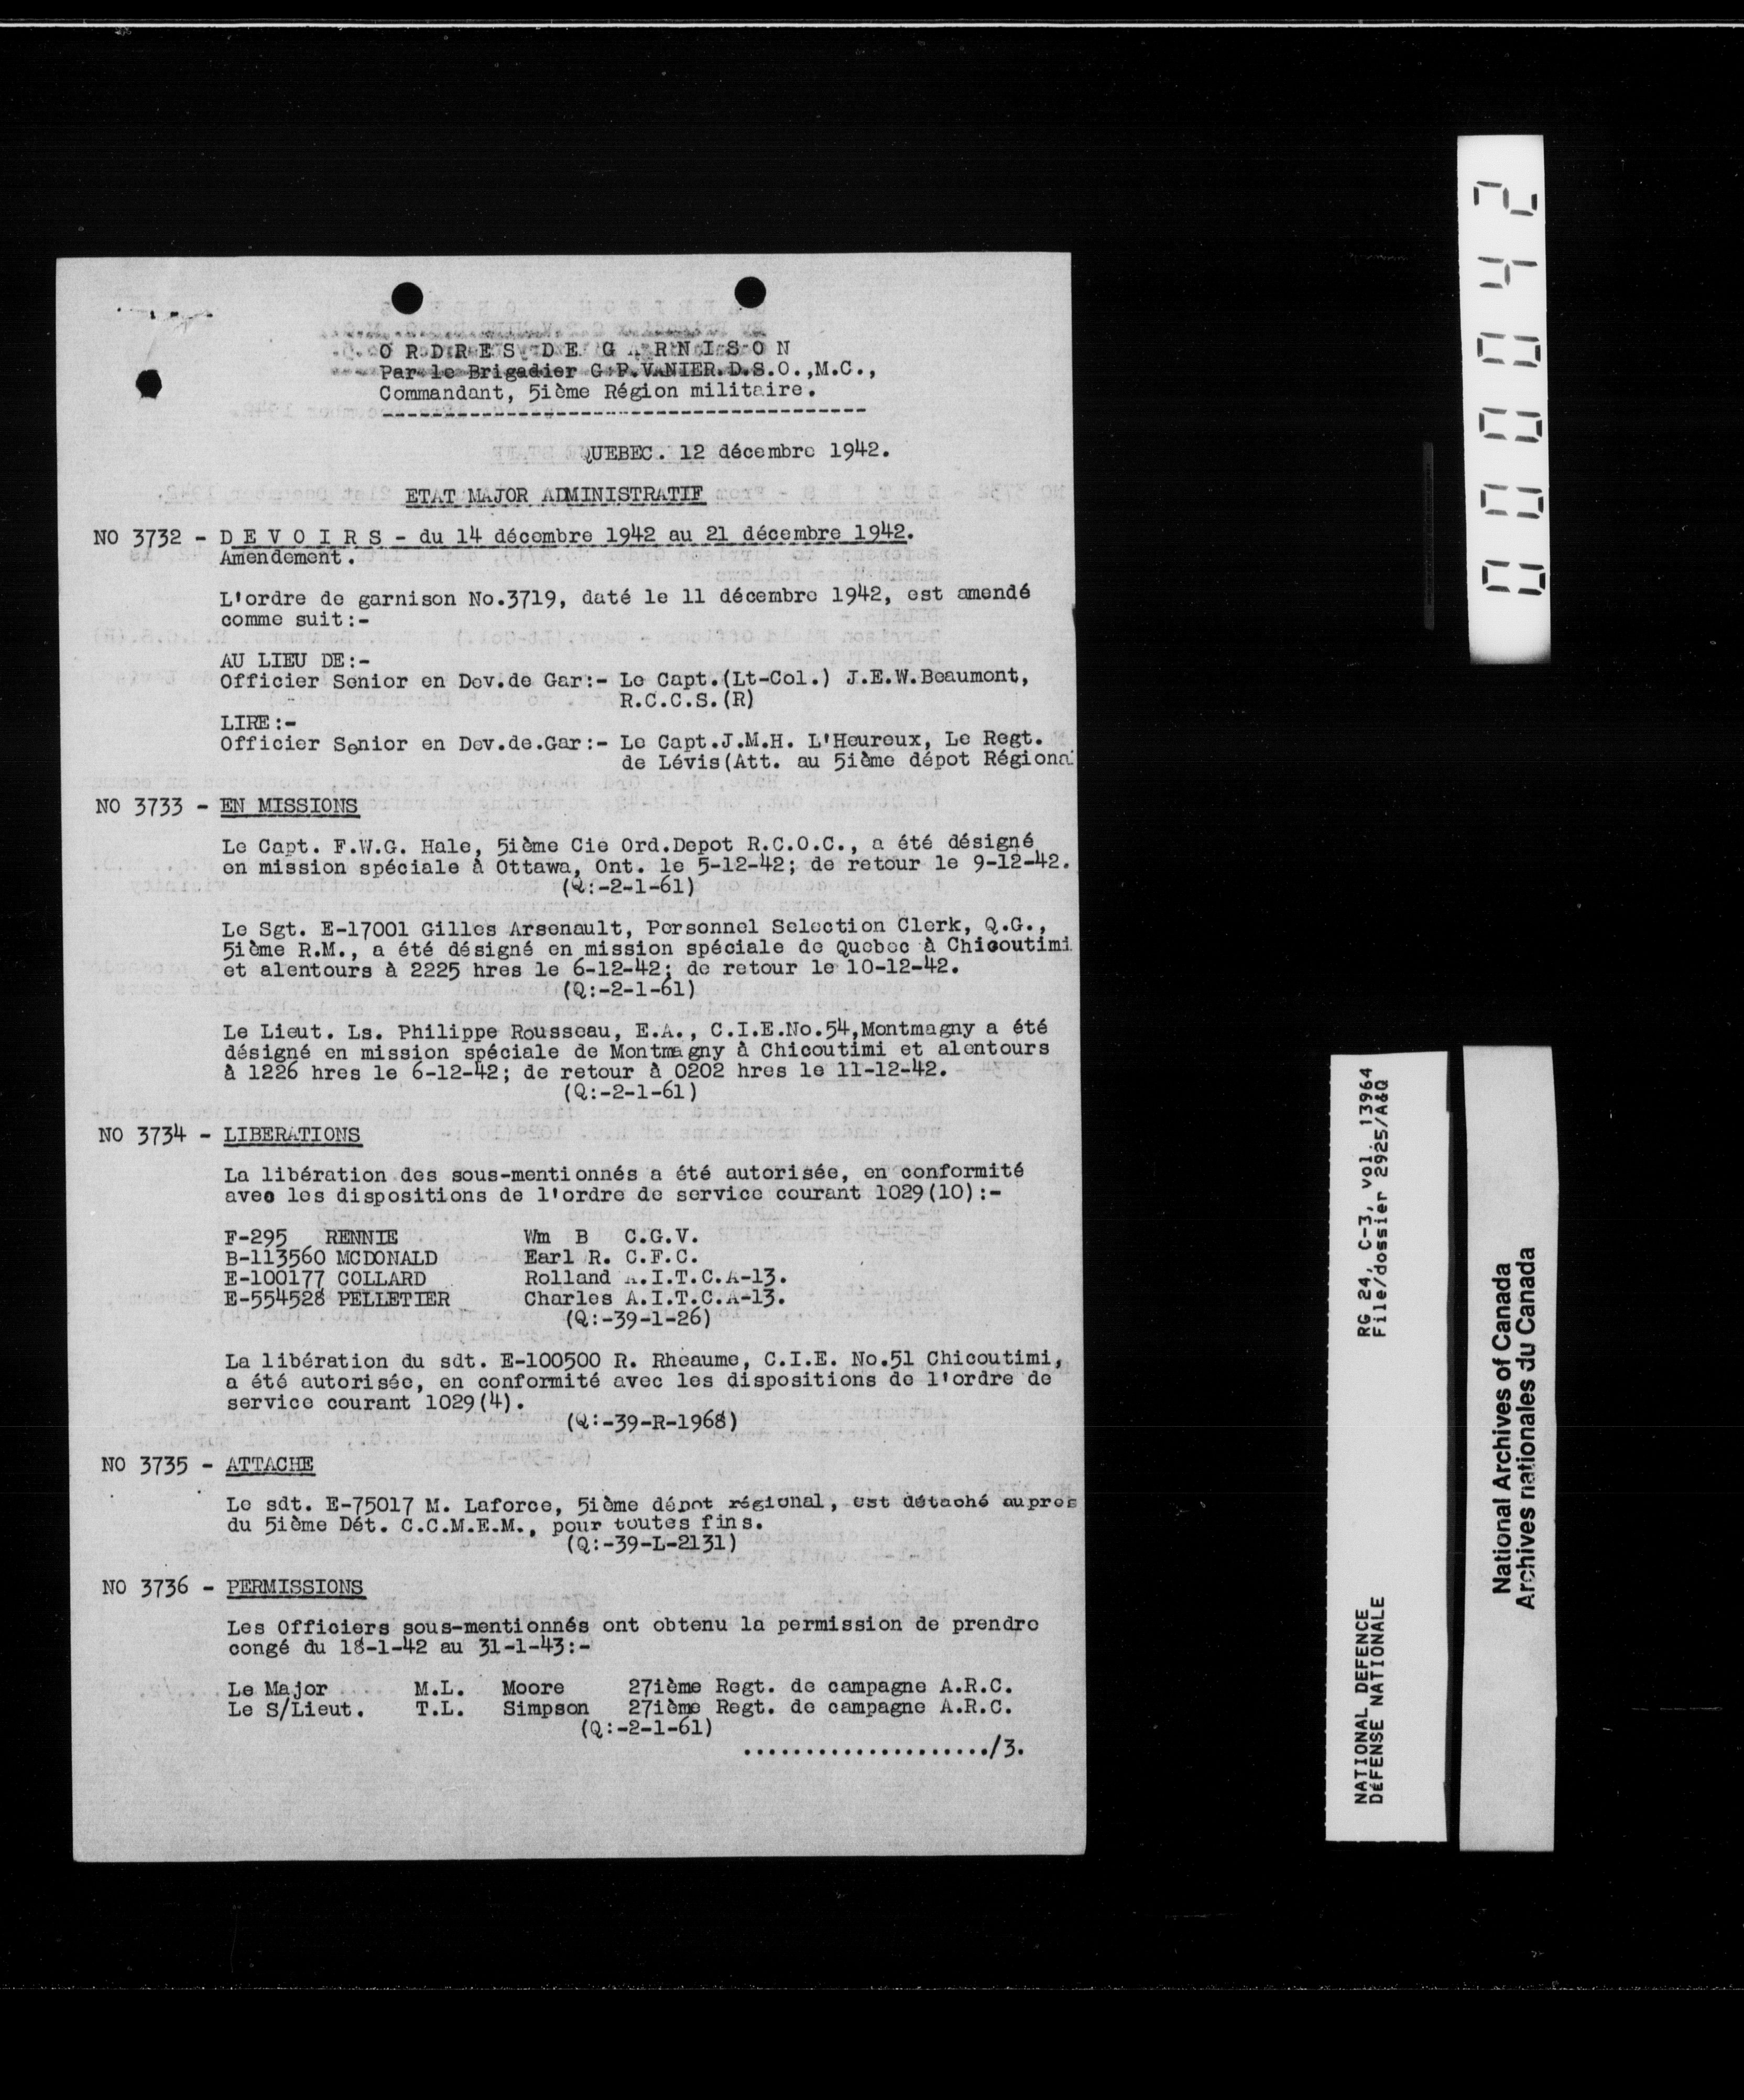 O R D R E S D E G A R N I S O N
Par le Brigadier G.P.VANIER.D.S.O.,M.C.,
Commandant, 5ième Région militaire.
QUEBEC. 12 décembre 1942.
ETAT MAJOR ADMINISTRATIF
NO 3732 - D E V O I R S - du 14 décembre 1942 au 21 décembre 1942.
Amendement.
L'ordre de garnison No.3719, daté le 11 décembre 1942, est amendé
comme suit:-
AU LIEU DE:-
Officier Senior en Dev.de Gar:- Le Capt.(Lt-Col.) J.E.W.Beaumont,
R.C.C.S.(R)
LIRE:-
Officier Senior en Dev.de.Gar:- Le Capt.J.M.H. L'Heureux, Le Regt.
de Lévis(Att. au 5ième dépot Régional
NO 3733 - EN MISSIONS
Le Capt. F.W.G. Hale, 5ième Cie Ord.Depot R.C.O.C., a été désigné
en mission spéciale à Ottawa, Ont. le 5-12-42; de retour le 9-12-42.
(Q:-2-1-61)
Le Sgt. E-17001 Gilles Arsenault, Personnel Selection Clerk, Q.G.,
5ième R.M., a été désigné en mission spéciale de Quebec à Chicoutimi
et alentours à 2225 hres le 6-12-42; de retour le 10-12-42.
(Q:-2-1-61)
Le Lieut. Ls. Philippe Rousseau, E.A., C.I.E.No.54,Montmagny a été
désigné en mission spéciale de Montmagny à Chicoutimi et alentours
à 1226 hres le 6-12-42; de retour à 0202 hres le 11-12-42.
(Q:-2-1-61)
NO 3734 - LIBERATIONS
La libération des sous-mentionnés a été autorisée, en conformité
avec les dispositions de l'ordre de service courant 1029(10):-
F-295 RENNIE Wm B C.G.V.
B-113560 MCDONALD Earl R. C.F.C.
E-100177 COLLARD Rolland A.I.T.C.A-13.
E-554528 PELLETIER Charles A.I.T.C.A-13.
(Q:-39-1-26)
La libération du sdt. E-100500 R. Rheaume, C.I.E. No.51 Chicoutimi,
a été autorisée, en conformité avec les dispositions de l'ordre de
service courant 1029(4).
(Q:-39-R-1968)
NO 3735 - ATTACHE
Le sdt. E-75017 M. Laforce, 5ième dépot régional, est détaché aupres
du 5ième Dét. C.C.M.E.M., pour toutes fins.
(Q:-39-L-2131)
NO 3736 - PERMISSIONS
Les Officiers sous-mentionnés ont obtenu la permission de prendre
congé du 18-1-42 au 31-1-43:-
Le Major M.L. Moore 27ième Regt. de campagne A.R.C.
Le S/Lieut. T.L. Simpson 27ième Regt. de campagne A.R.C.
(Q:-2-1-61)
..................../3.
000042
RG 24, C-3, vol. 13964
File/dossier 2925/A&Q
NATIONAL DEFENCE
DÉFENSE NATIONALE
National Archives of Canada
Archives nationales du Canada